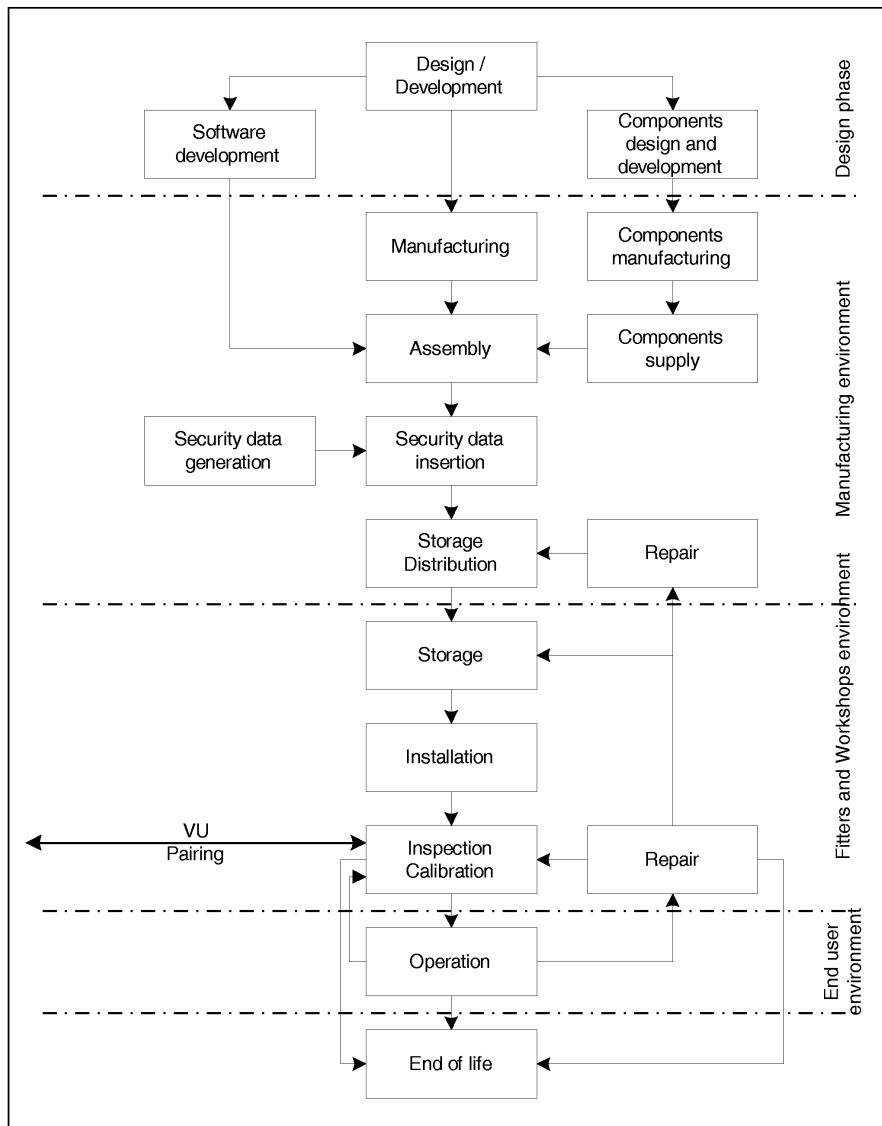 Design /
Development
Software
development
Components
design and
development
Design phase
Manufacturing
Components
manufacturing
Assembly
Components
supply
Manufacturing environment
Security data
generation
Security data
insertion
Storage
Distribution
Repair
Storage
Installation
Fitters and Workshops environment
VU
Pairing
Inspection
Calibration
Repair
Operation
End user
environment
End of life